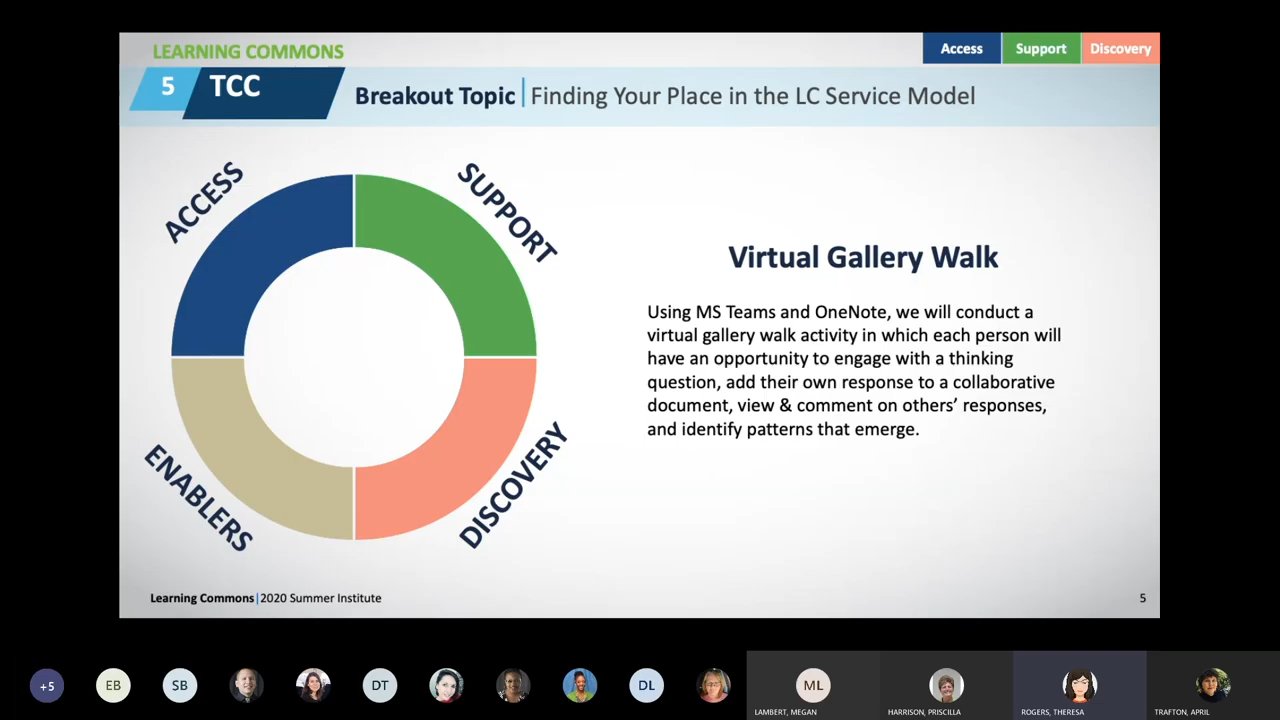 LEARNING COMMONS
Access
Support
Discovery
5
TCC
Breakout Topic
Finding Your Place in the LC Service Model
ACCESS
SUPPORT
ENABLERS
DISCOVERY
Virtual Gallery Walk
Using MS Teams and OneNote, we will conduct a
virtual gallery walk activity in which each person will
have an opportunity to engage with a thinking
question, add their own response to a collaborative
document, view & comment on others’ responses,
and identify patterns that emerge.
Learning Commons|2020 Summer Institute
5
+5
EB
SB
DT
DL
ML
LAMBERT, MEGAN
HARRISON, PRISCILLA
ROGERS, THERESA
TRAFTON, APRIL